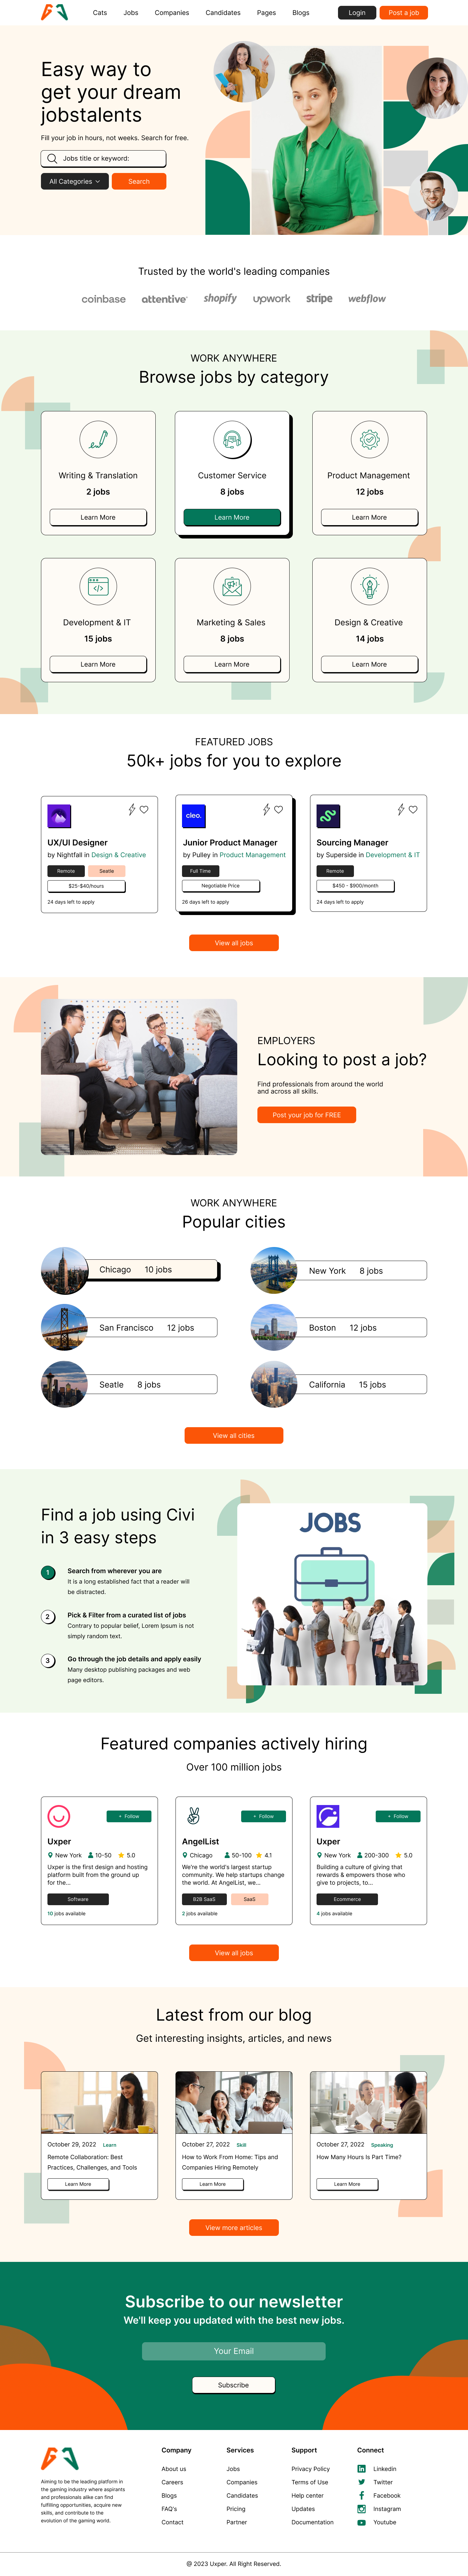 Cats Jobs Companies Candidates Pages Blogs Login Post a job
Easy way to
get your dream
jobstalents
Fill your job in hours, not weeks. Search for free.
Jobs title or keyword:
All Categories Search
Trusted by the world's leading companies
coinbase attentive shopify upwork stripe webflow
WORK ANYWHERE
Browse jobs by category
Writing & Translation
2 jobs
Learn More
Customer Service
8 jobs
Learn More
Product Management
12 jobs
Learn More
Development & IT
15 jobs
Learn More
Marketing & Sales
8 jobs
Learn More
Design & Creative
14 jobs
Learn More
FEATURED JOBS
50k+ jobs for you to explore
UX/UI Designer
by Nightfall in Design & Creative
Remote Seatle
$25-$40/hours
24 days left to apply
cleo.
Junior Product Manager
by Pulley in Product Management
Full Time
Negotiable Price
28 days left to apply
Sourcing Manager
by Superside in Development & IT
Remote
$450 - $900/month
24 days left to apply
View all jobs
EMPLOYERS
Looking to post a job?
Find professionals from around the world
and across all skills.
Post your job for FREE
WORK ANYWHERE
Popular cities
Chicago 10 jobs
New York 8 jobs
San Francisco 12 jobs
Boston 12 jobs
Seatle 8 jobs
California 15 jobs
View all cities
Find a job using Civi
in 3 easy steps
1 Search from wherever you are
It is a long established fact that a reader will
be distracted.
2 Pick & Filter from a curated list of jobs
Contrary to popular belief, Lorem Ipsum is not
simply random text.
3 Go through the job details and apply easily
Many desktop publishing packages and web
page editors.
JOBS
Featured companies actively hiring
Over 100 million jobs
+ Follow
Uxper
New York 10-50 5.0
Uxper is the first design and hosting
platform built from the ground up
for the...
Software
10 jobs available
+ Follow
AngelList
Chicago 50-100 4.1
We're the world's largest startup
community. We help startups change
the world. At AngelList, we...
B2B SaaS SaaS
2 jobs available
+ Follow
Uxper
New York 200-300 5.0
Building a culture of giving that
rewards & empowers those who
give to projects, to...
Ecommerce
4 jobs available
View all jobs
Latest from our blog
Get interesting insights, articles, and news
October 29, 2022 Learn
Remote Collaboration: Best
Practices, Challenges, and Tools
Learn More
October 27, 2022 Skill
How to Work From Home: Tips and
Companies Hiring Remotely
Learn More
October 27, 2022 Speaking
How Many Hours Is Part Time?
Learn More
View more articles
Subscribe to our newsletter
We'll keep you updated with the best new jobs.
Your Email
Subscribe
Aiming to be the leading platform in
the gaming industry where aspirants
and professionals alike can find
fulfilling opportunities, acquire new
skills, and contribute to the
evolution of the gaming world.
Company
About us
Careers
Blogs
FAQ's
Contact
Services
Jobs
Companies
Candidates
Pricing
Partner
Support
Privacy Policy
Terms of Use
Help center
Updates
Documentation
Connect
Linkedin
Twitter
Facebook
Instagram
Youtube
@ 2023 Uxper. All Right Reserved.